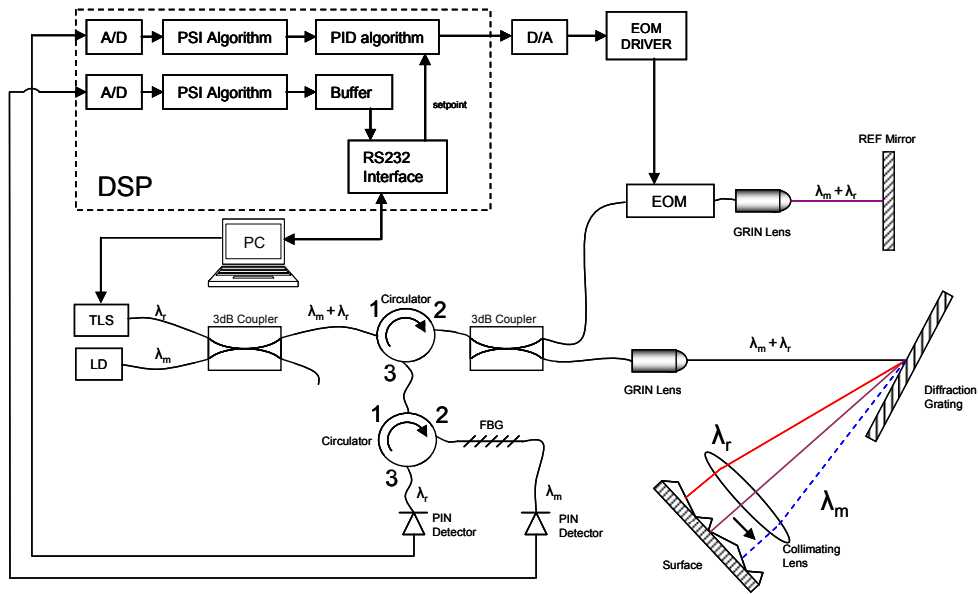 A/D
PSI Algorithm
PID algorithm
D/A
EOM
DRIVER
A/D
PSI Algorithm
Buffer
setpoint
RS232
Interface
DSP
REF Mirror
EOM
λm + λr
GRIN Lens
PC
TLS
λr
3dB Coupler
λm + λr
1
Circulator
2
3dB Coupler
LD
λm
3
λm + λr
GRIN Lens
Diffraction
Grating
1
2
FBG
Circulator
3
λr
λm
λr
λm
PIN
Detector
PIN
Detector
Collimating
Lens
Surface